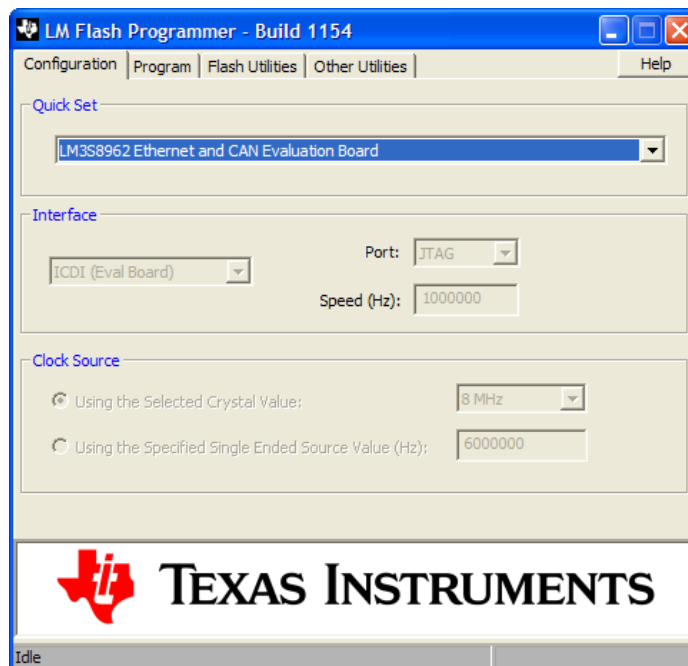 LM Flash Programmer - Build 1154
Configuration Program Flash Utilities Other Utilities Help
Quick Set
LM3S8962 Ethernet and CAN Evaluation Board
Interface
ICDI (Eval Board) Port: JTAG
Speed (Hz): 1000000
Clock Source
Using the Selected Crystal Value: 8 MHz
Using the Specified Single Ended Source Value (Hz): 6000000
TEXAS INSTRUMENTS
Idle